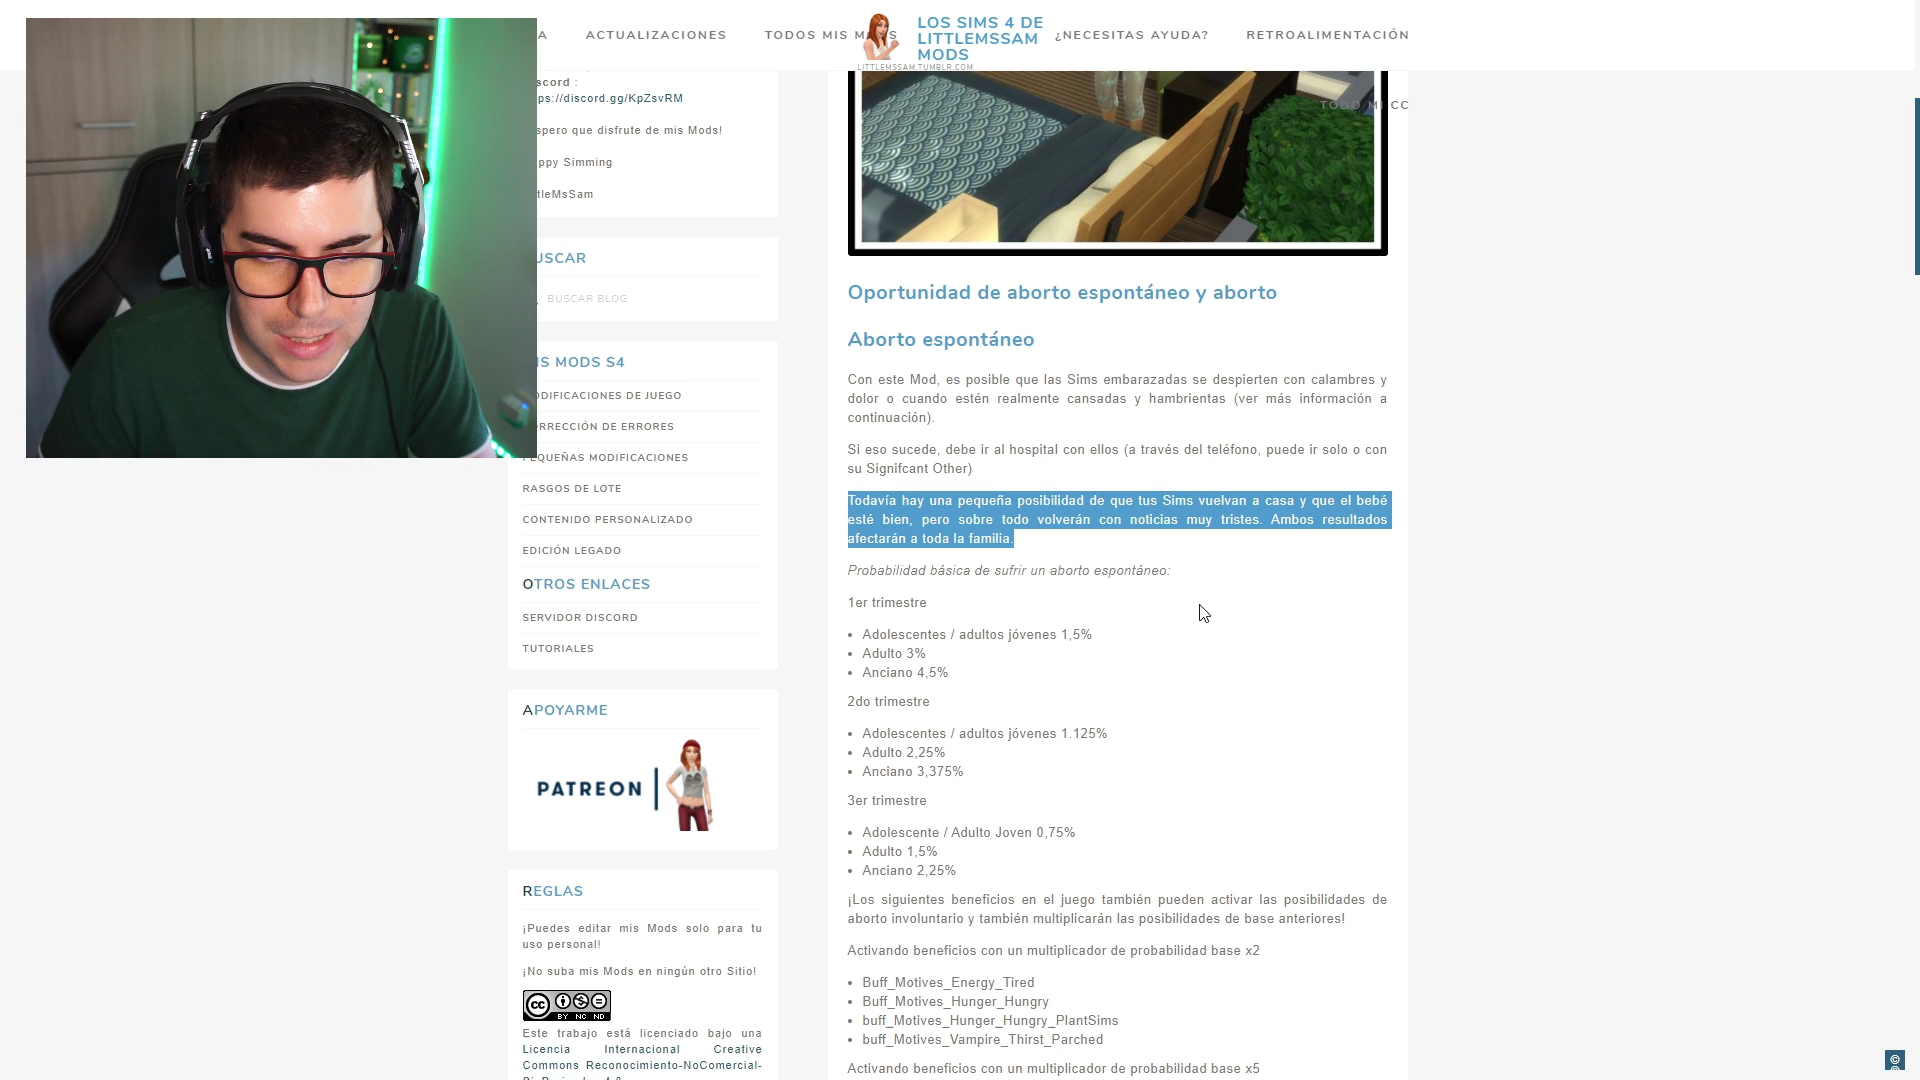 ACTUALIZACIONES
TODOS MIS
LOS SIMS 4 DE
LITTLEMSSAM
MODS
LITTLEMSSAM.TUMBLR.COM
¿NECESITAS AYUDA?
RETROALIMENTACIÓN
TODO MI CC
scord :
ps://discord.gg/KpZsvRM
spero que disfrute de mis Mods!
ppy Simming
tleMsSam
USCAR
BUSCAR BLOG
IS MODS S4
ODIFICACIONES DE JUEGO
RRECCIÓN DE ERRORES
PEQUEÑAS MODIFICACIONES
RASGOS DE LOTE
CONTENIDO PERSONALIZADO
EDICIÓN LEGADO
OTROS ENLACES
SERVIDOR DISCORD
TUTORIALES
APOYARME
PATREON
REGLAS
¡Puedes editar mis Mods solo para tu
uso personal!
¡No suba mis Mods en ningún otro Sitio!
cc
BY NC ND
Este trabajo está licenciado bajo una
Licencia Internacional Creative
Commons Reconocimiento-NoComercial-
Oportunidad de aborto espontáneo y aborto
Aborto espontáneo
Con este Mod, es posible que las Sims embarazadas se despierten con calambres y
dolor o cuando estén realmente cansadas y hambrientas (ver más información a
continuación).
Si eso sucede, debe ir al hospital con ellos (a través del teléfono, puede ir solo o con
su Signifcant Other)
Todavía hay una pequeña posibilidad de que tus Sims vuelvan a casa y que el bebé
esté bien, pero sobre todo volverán con noticias muy tristes. Ambos resultados
afectarán a toda la familia.
Probabilidad básica de sufrir un aborto espontáneo:
1er trimestre
• Adolescentes / adultos jóvenes 1,5%
• Adulto 3%
• Anciano 4,5%
2do trimestre
• Adolescentes / adultos jóvenes 1.125%
• Adulto 2,25%
• Anciano 3,375%
3er trimestre
• Adolescente / Adulto Joven 0,75%
• Adulto 1,5%
• Anciano 2,25%
¡Los siguientes beneficios en el juego también pueden activar las posibilidades de
aborto involuntario y también multiplicarán las posibilidades de base anteriores!
Activando beneficios con un multiplicador de probabilidad base x2
• Buff_Motives_Energy_Tired
• Buff_Motives_Hunger_Hungry
• buff_Motives_Hunger_Hungry_PlantSims
• buff_Motives_Vampire_Thirst_Parched
Activando beneficios con un multiplicador de probabilidad base x5